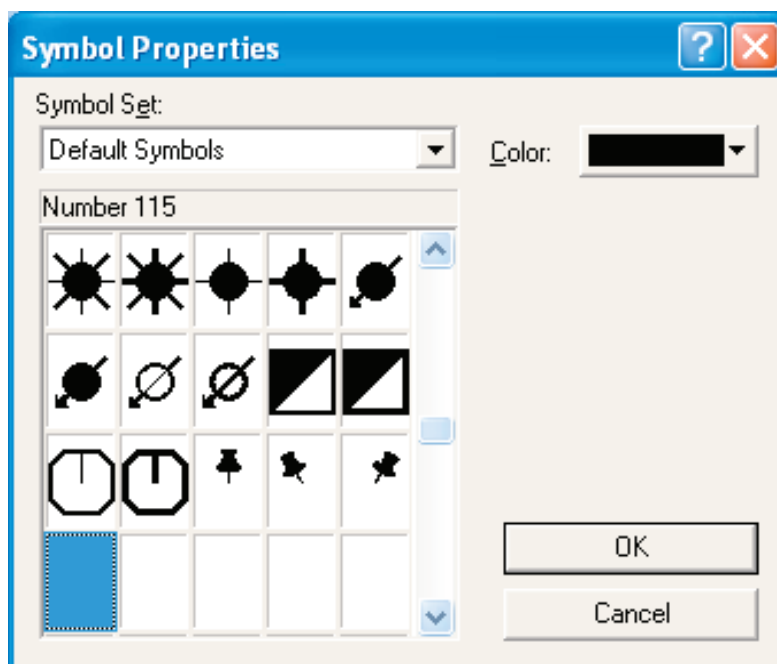 Symbol Properties
Symbol Set:
Default Symbols
Color:
Number 115
OK
Cancel